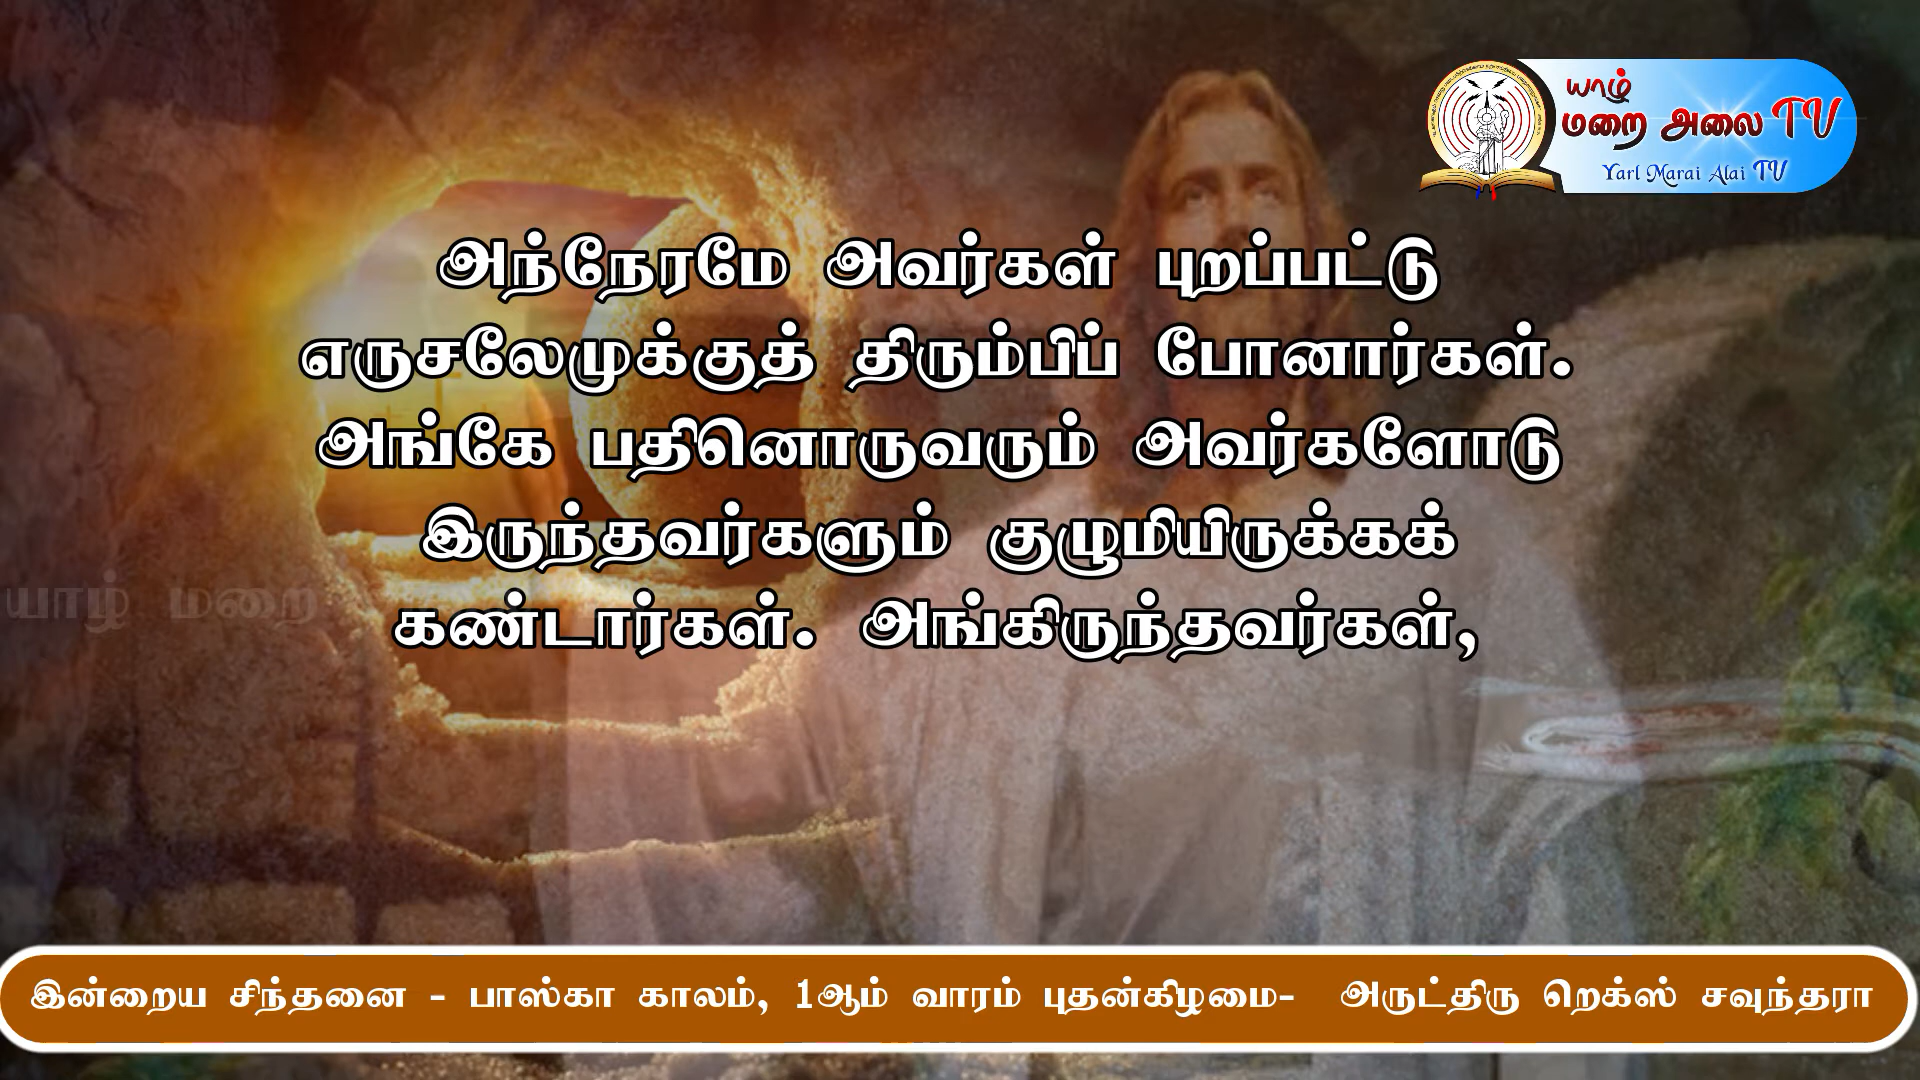 யாழ்
மறை அலை TV
Yarl Marai Alai TV
அந்நேரமே அவர்கள் புறப்பட்டு
எருசலேமுக்குத் திரும்பிப் போனார்கள்.
அங்கே பதினொருவரும் அவர்களோடு
இருந்தவர்களும் குழுமியிருக்கக்
கண்டார்கள். அங்கிருந்தவர்கள்,
யாழ் மறை
இன்றைய சிந்தனை - பாஸ்கா காலம், 1ஆம் வாரம் புதன்கிழமை- அருட்திரு றெக்ஸ் சவுந்தரா